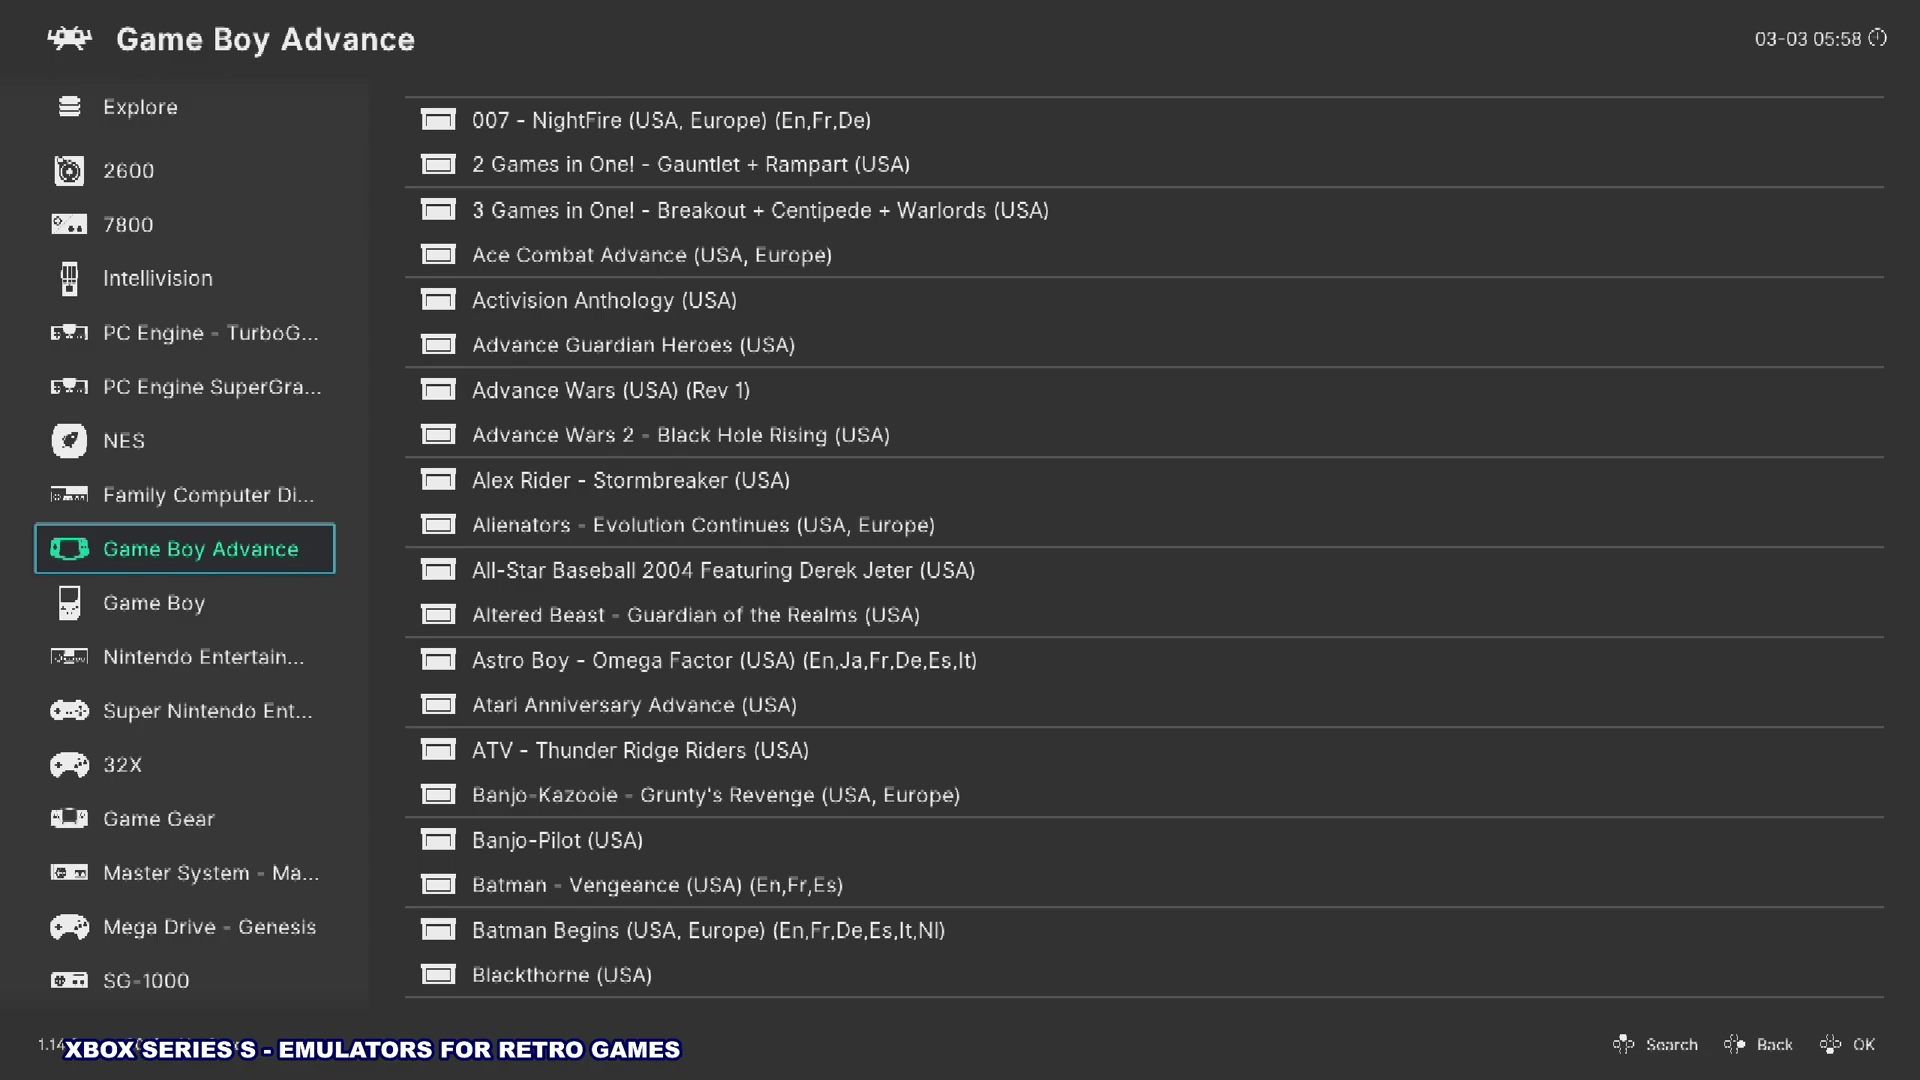 Game Boy Advance
03-03 05:58
Explore
2600
7800
Intellivision
PC Engine - TurboG...
PC Engine SuperGra...
NES
Family Computer Di...
Game Boy Advance
Game Boy
Nintendo Entertain...
Super Nintendo Ent...
32X
Game Gear
Master System - Ma...
Mega Drive - Genesis
SG-1000
007 - NightFire (USA, Europe) (En,Fr,De)
2 Games in One! - Gauntlet + Rampart (USA)
3 Games in One! - Breakout + Centipede + Warlords (USA)
Ace Combat Advance (USA, Europe)
Activision Anthology (USA)
Advance Guardian Heroes (USA)
Advance Wars (USA) (Rev 1)
Advance Wars 2 - Black Hole Rising (USA)
Alex Rider - Stormbreaker (USA)
Alienators - Evolution Continues (USA, Europe)
All-Star Baseball 2004 Featuring Derek Jeter (USA)
Altered Beast - Guardian of the Realms (USA)
Astro Boy - Omega Factor (USA) (En,Ja,Fr,De,Es,It)
Atari Anniversary Advance (USA)
ATV - Thunder Ridge Riders (USA)
Banjo-Kazooie - Grunty's Revenge (USA, Europe)
Banjo-Pilot (USA)
Batman - Vengeance (USA) (En,Fr,Es)
Batman Begins (USA, Europe) (En,Fr,De,Es,It,Nl)
Blackthorne (USA)
XBOX SERIES S - EMULATORS FOR RETRO GAMES
Search Back OK